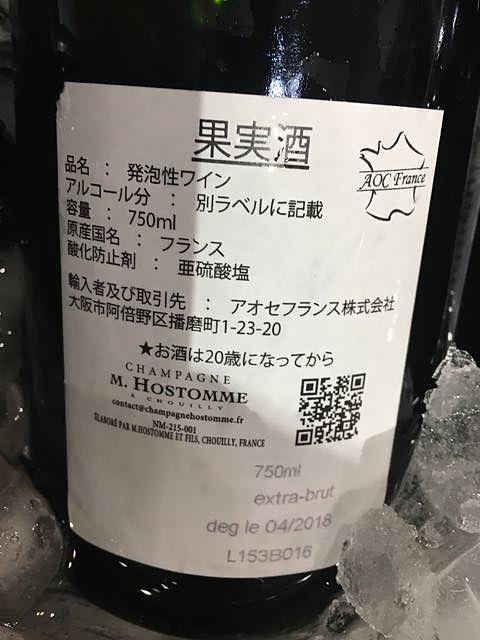 果実酒
AOC France
品名 : 発泡性ワイン
アルコール分 : 別ラベルに記載
容量 : 750ml
原産国名 : フランス
酸化防止剤 : 亜硫酸塩
輸入者及び取引先 : アオセフランス株式会社
大阪市阿倍野区播磨町1-23-20
★お酒は20歳になってから
CHAMPAGNE
M. HOSTOMME
A CHOUILLY
contact@champagnehostomme.fr
NM-215-001
ÉLABORÉ PAR M.HOSTOMME ET FILS, CHOUILLY, FRANCE
750ml
extra-brut
deg le 04/2018
L153B016